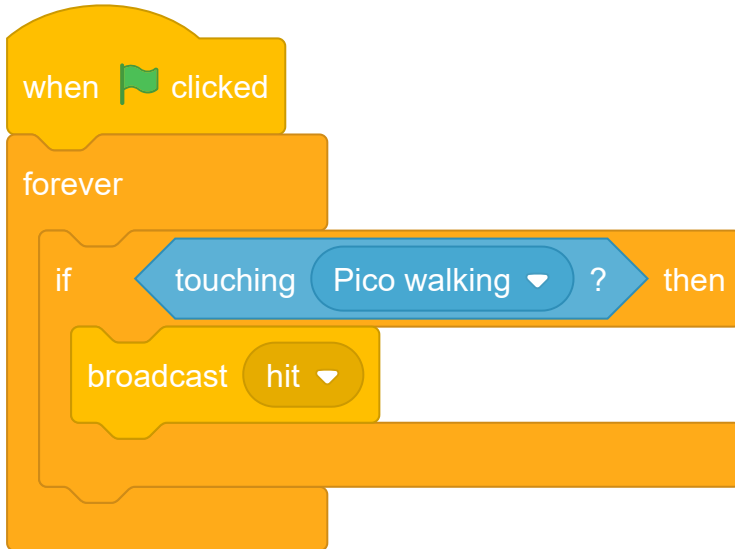 when clicked
forever
if touching Pico walking ? then
broadcast hit